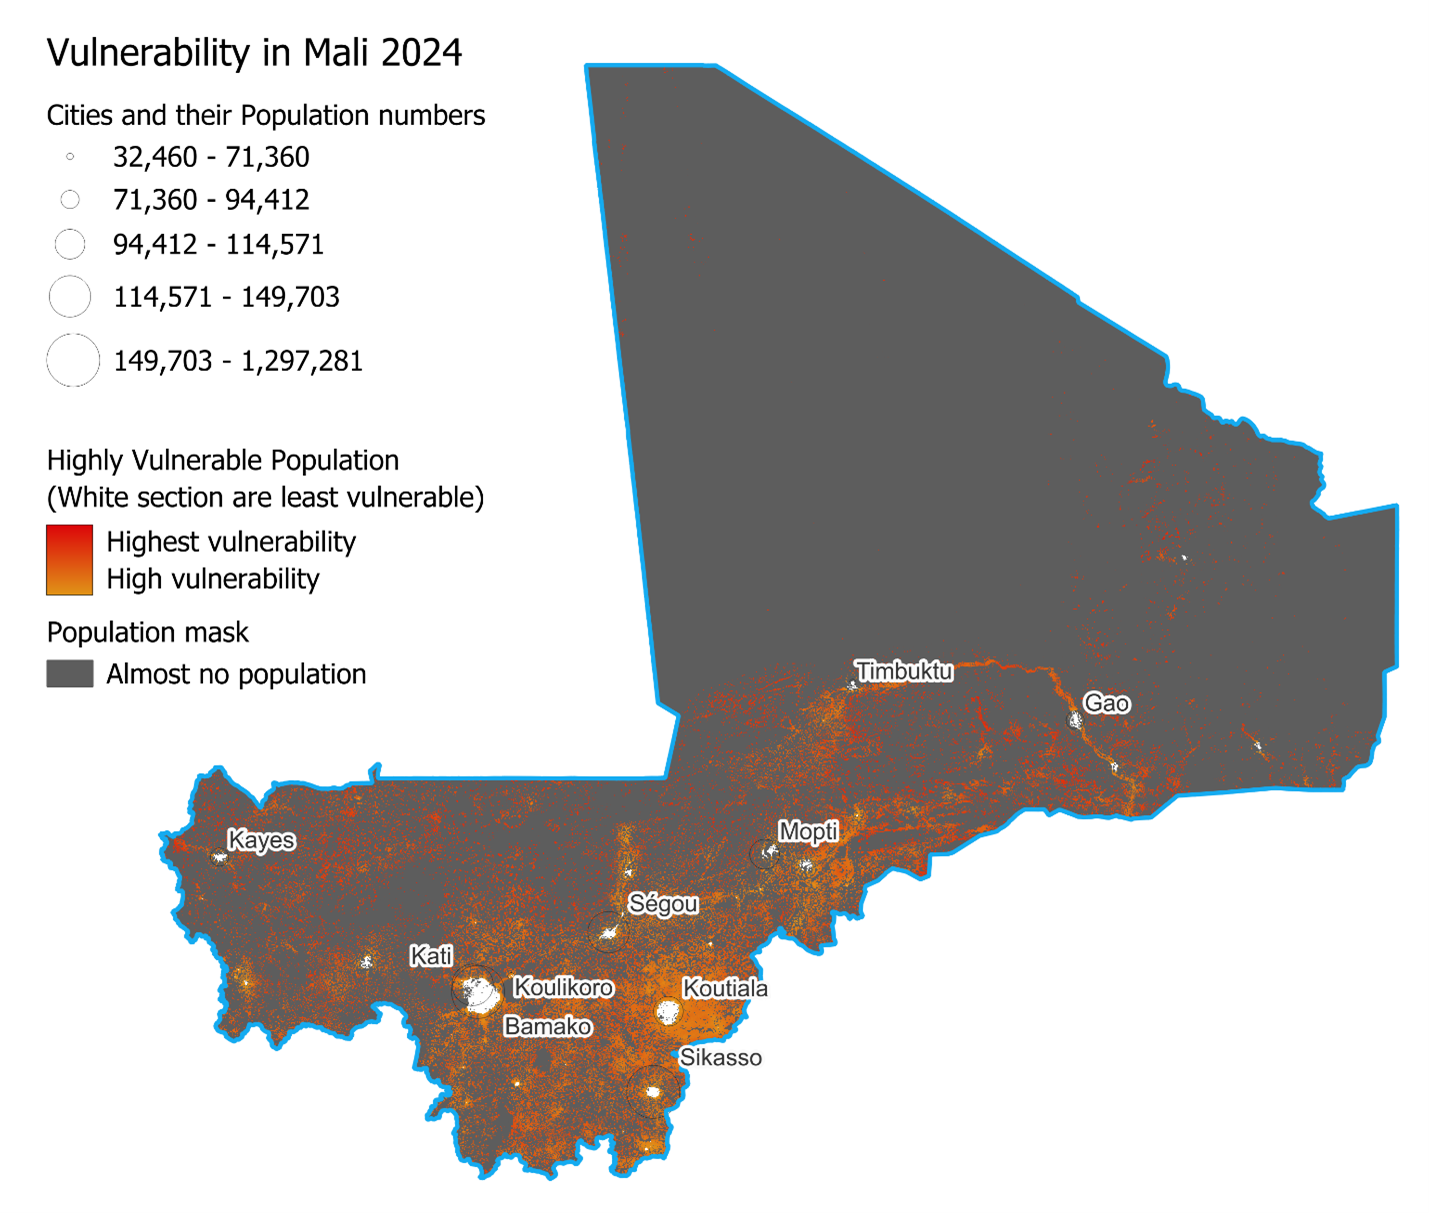 Vulnerability in Mali 2024
Cities and their Population numbers
32,460 - 71,360
71,360 - 94,412
94,412 - 114,571
114,571 - 149,703
149,703 - 1,297,281
Highly Vulnerable Population
(White section are least vulnerable)
Highest vulnerability
High vulnerability
Population mask
Almost no population
Timbuktu
Gao
Mopti
Kayes
Ségou
Kati
Koulikoro
Koutiala
Bamako
Sikasso